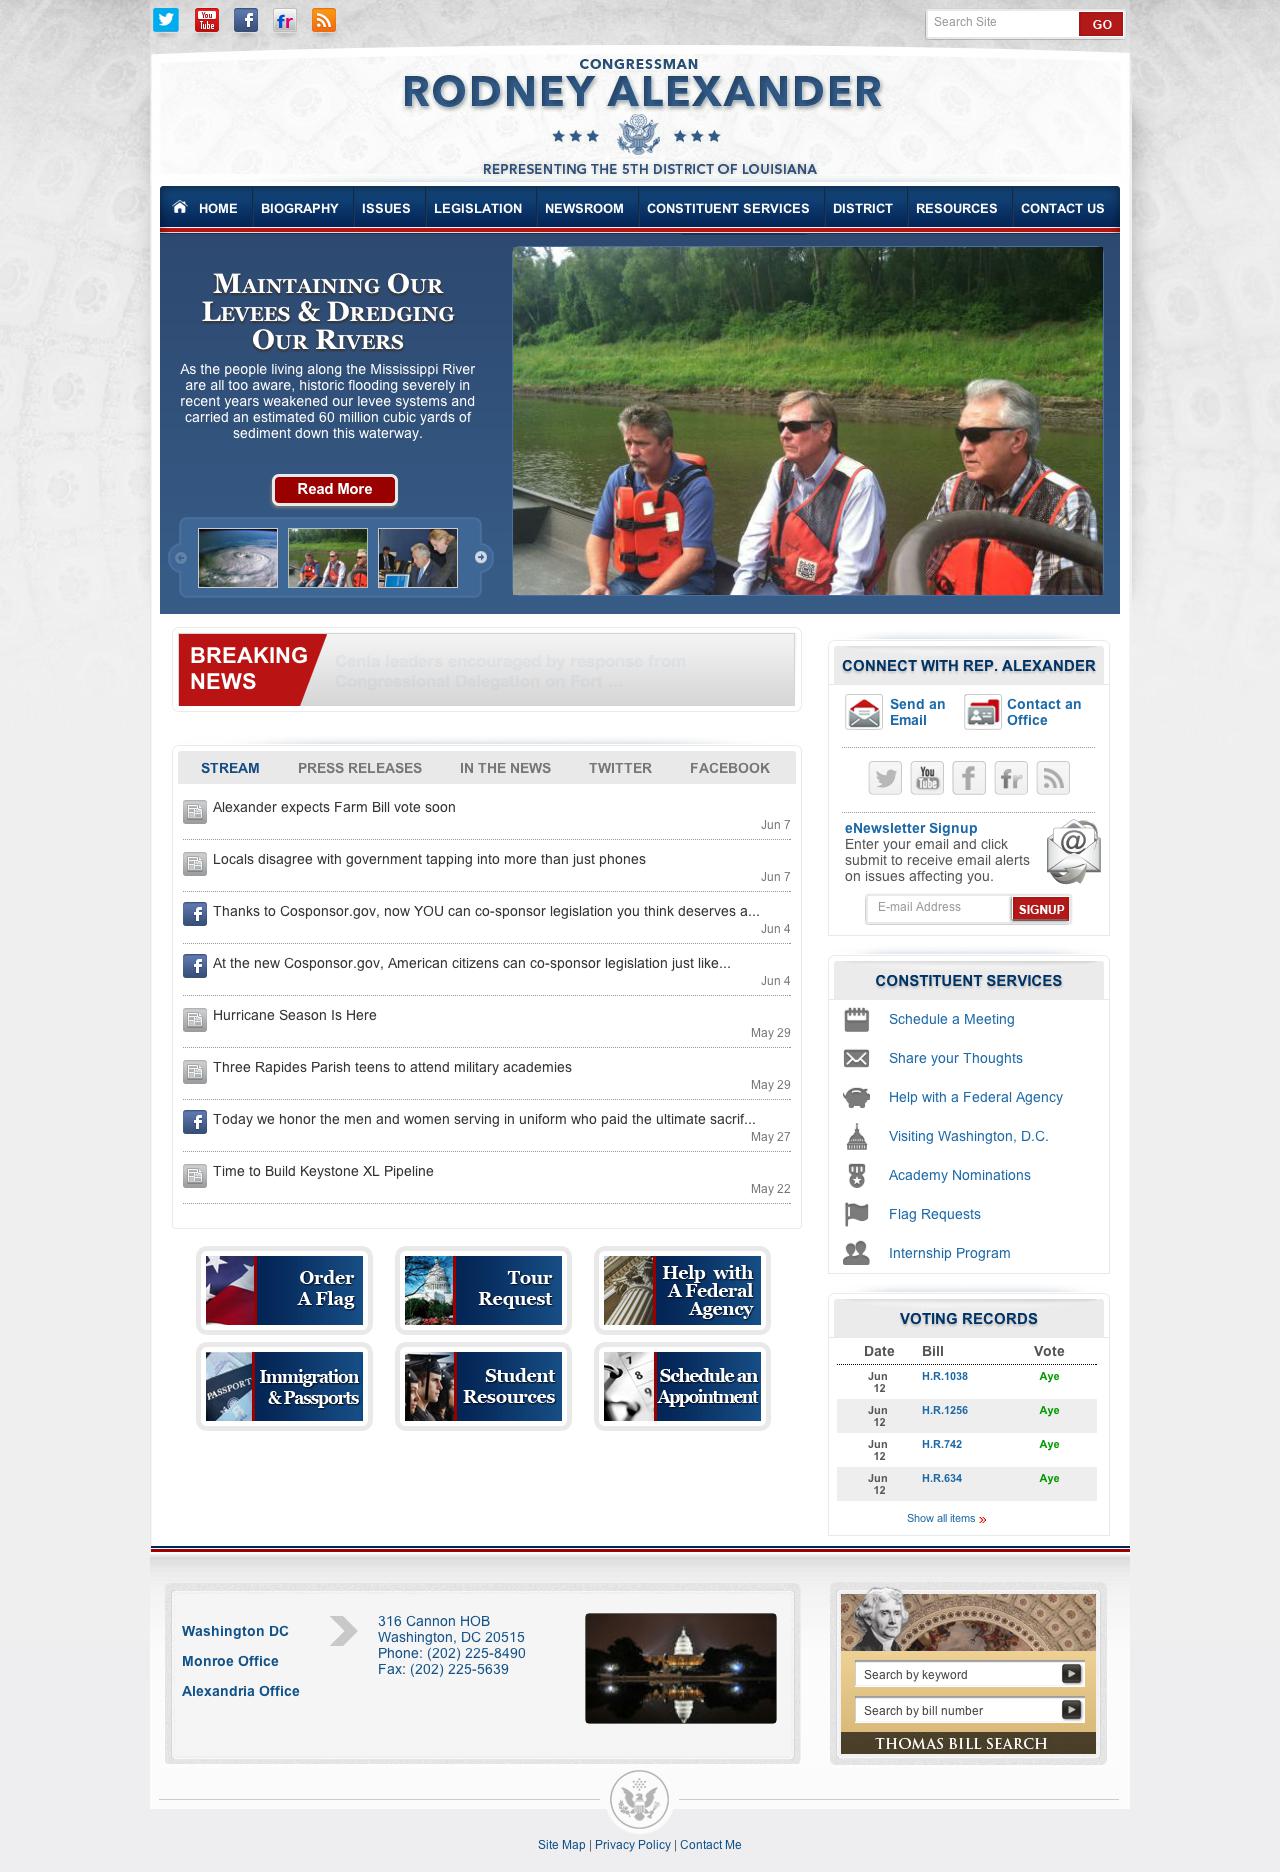 You
Tube
fr
Search Site
GO
CONGRESSMAN
RODNEY ALEXANDER
REPRESENTING THE 5TH DISTRICT OF LOUISIANA
HOME
BIOGRAPHY
ISSUES
LEGISLATION
NEWSROOM
CONSTITUENT SERVICES
DISTRICT
RESOURCES
CONTACT US
Maintaining Our
Levees & Dredging
Our Rivers
As the people living along the Mississippi River
are all too aware, historic flooding severely in
recent years weakened our levee systems and
carried an estimated 60 million cubic yards of
sediment down this waterway.
Read More
BREAKING
NEWS
Cenla leaders encouraged by response from
Congressional Delegation on Fort ...
STREAM
PRESS RELEASES
IN THE NEWS
TWITTER
FACEBOOK
Alexander expects Farm Bill vote soon
Jun 7
Locals disagree with government tapping into more than just phones
Jun 7
Thanks to Cosponsor.gov, now YOU can co-sponsor legislation you think deserves a...
Jun 4
At the new Cosponsor.gov, American citizens can co-sponsor legislation just like...
Jun 4
Hurricane Season Is Here
May 29
Three Rapides Parish teens to attend military academies
May 29
Today we honor the men and women serving in uniform who paid the ultimate sacrif...
May 27
Time to Build Keystone XL Pipeline
May 22
Order
A Flag
Tour
Request
Help with
A Federal
Agency
PASSPORT
Immigration
& Passports
Student
Resources
7
8
9
Schedule an
Appointment
CONNECT WITH REP. ALEXANDER
Send an
Email
Contact an
Office
You
Tube
fr
eNewsletter Signup
Enter your email and click
submit to receive email alerts
on issues affecting you.
@
E-mail Address
SIGNUP
CONSTITUENT SERVICES
Schedule a Meeting
Share your Thoughts
Help with a Federal Agency
Visiting Washington, D.C.
Academy Nominations
Flag Requests
Internship Program
VOTING RECORDS
Date Bill Vote
Jun 12 H.R.1038 Aye
Jun 12 H.R.1256 Aye
Jun 12 H.R.742 Aye
Jun 12 H.R.634 Aye
Show all items »
Washington DC
Monroe Office
Alexandria Office
316 Cannon HOB
Washington, DC 20515
Phone: (202) 225-8490
Fax: (202) 225-5639
Search by keyword
Search by bill number
THOMAS BILL SEARCH
Site Map | Privacy Policy | Contact Me